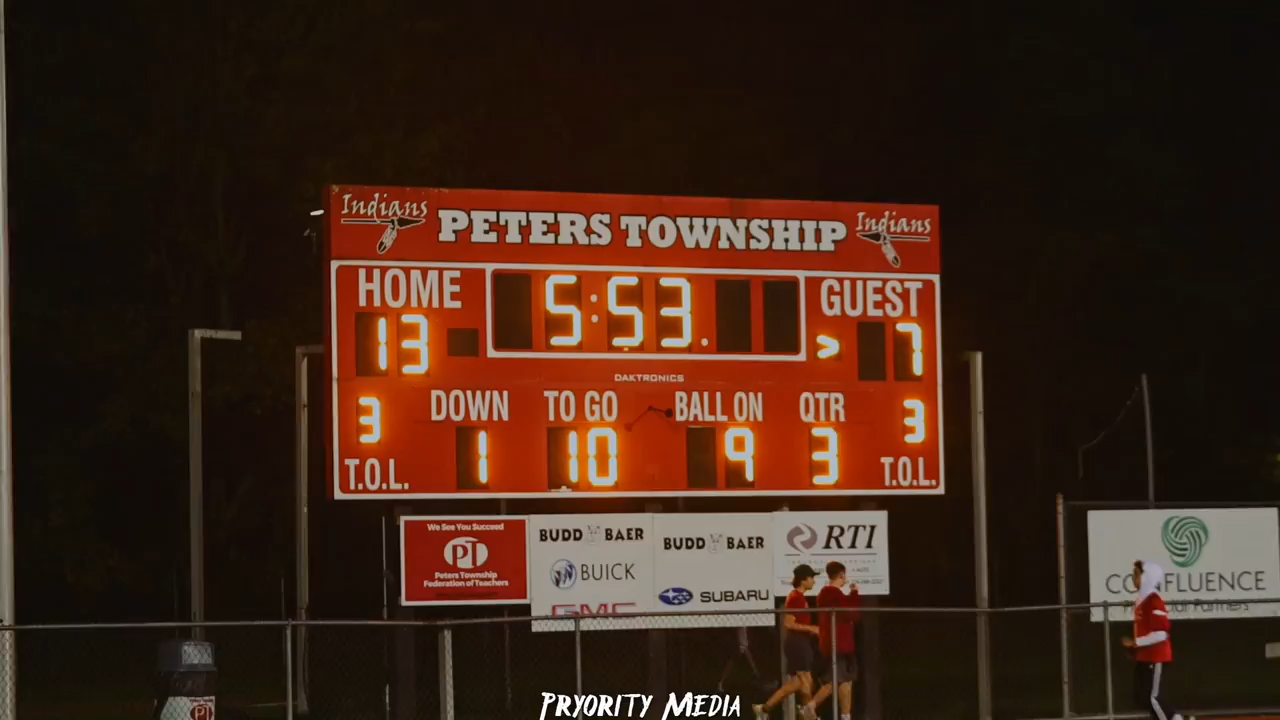 Indians PETERS TOWNSHIP Indians
HOME 5:53. GUEST
13 > 7
DAKTRONICS
3 DOWN TO GO BALL ON QTR 3
T.O.L. 1 10 9 3 T.O.L.
We See You Succeed
PT
Peters Township
Federation of Teachers
BUDD BAER
BUICK
GMC
BUDD BAER
SUBARU
RTI
CONFLUENCE
Partners
PT
PRYORITY MEDIA